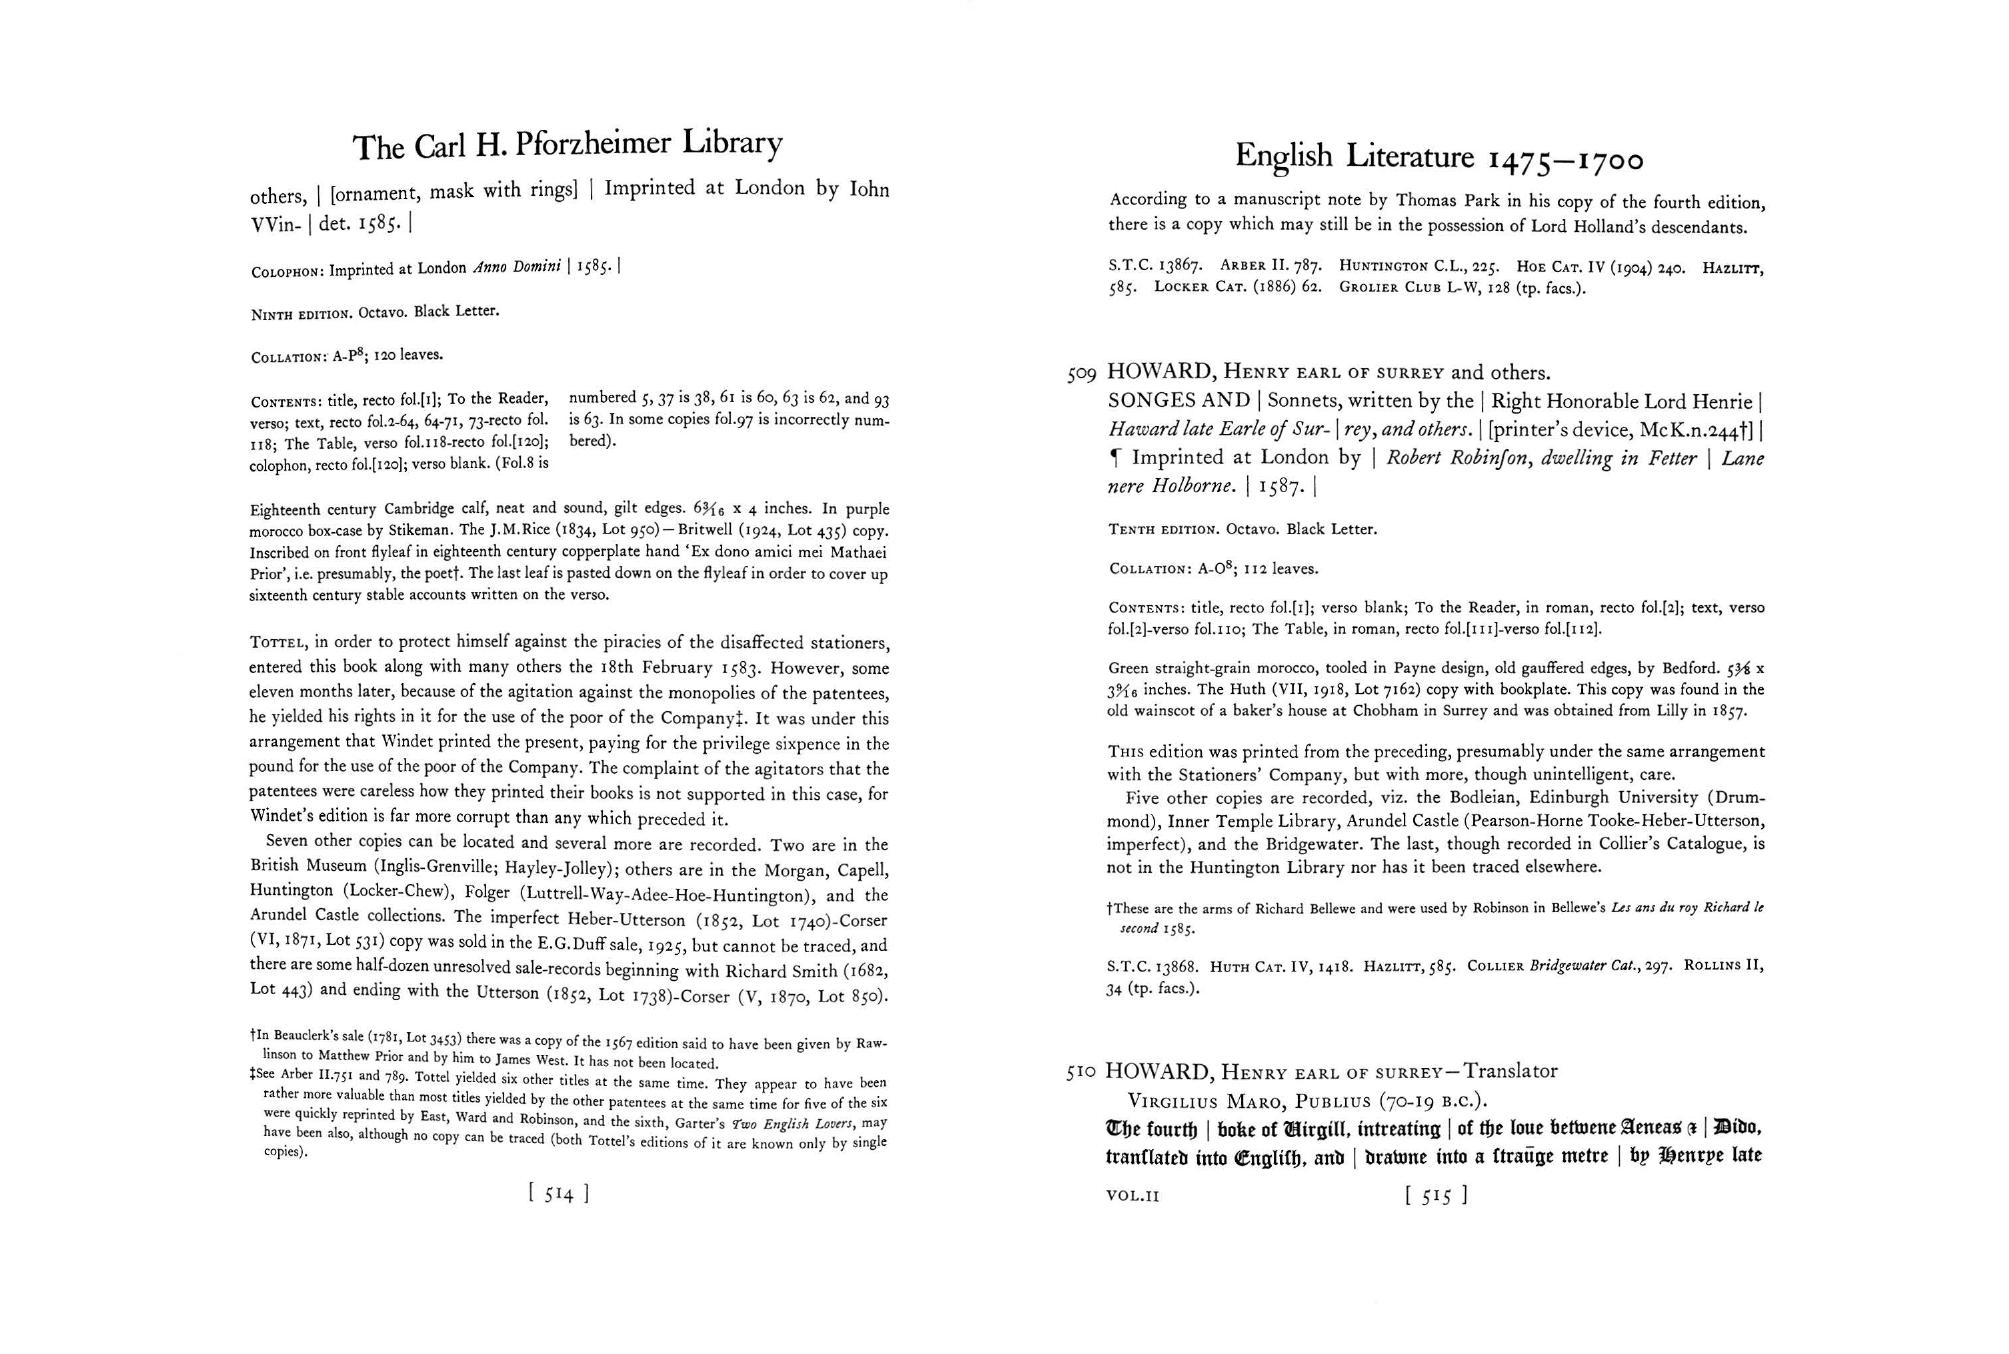 The Carl H. Pforzheimer Library
others, | [ornament, mask with rings] | Imprinted at London by Iohn
VVin- | det. 1585. |
Colophon: Imprinted at London Anno Domini | 1585. |
Ninth edition. Octavo. Black Letter.
Collation: A-P⁸; 120 leaves.
Contents: title, recto fol.[1]; To the Reader,
verso; text, recto fol.2-64, 64-71, 73-recto fol.
118; The Table, verso fol.118-recto fol.[120];
colophon, recto fol.[120]; verso blank. (Fol.8 is
numbered 5, 37 is 38, 61 is 60, 63 is 62, and 93
is 63. In some copies fol.97 is incorrectly num-
bered).
Eighteenth century Cambridge calf, neat and sound, gilt edges. 6 3/16 x 4 inches. In purple
morocco box-case by Stikeman. The J.M.Rice (1834, Lot 950)—Britwell (1924, Lot 435) copy.
Inscribed on front flyleaf in eighteenth century copperplate hand ‘Ex dono amici mei Mathaei
Prior’, i.e. presumably, the poet†. The last leaf is pasted down on the flyleaf in order to cover up
sixteenth century stable accounts written on the verso.
Tottel, in order to protect himself against the piracies of the disaffected stationers,
entered this book along with many others the 18th February 1583. However, some
eleven months later, because of the agitation against the monopolies of the patentees,
he yielded his rights in it for the use of the poor of the Company‡. It was under this
arrangement that Windet printed the present, paying for the privilege sixpence in the
pound for the use of the poor of the Company. The complaint of the agitators that the
patentees were careless how they printed their books is not supported in this case, for
Windet's edition is far more corrupt than any which preceded it.
Seven other copies can be located and several more are recorded. Two are in the
British Museum (Inglis-Grenville; Hayley-Jolley); others are in the Morgan, Capell,
Huntington (Locker-Chew), Folger (Luttrell-Way-Adee-Hoe-Huntington), and the
Arundel Castle collections. The imperfect Heber-Utterson (1852, Lot 1740)-Corser
(VI, 1871, Lot 531) copy was sold in the E.G.Duff sale, 1925, but cannot be traced, and
there are some half-dozen unresolved sale-records beginning with Richard Smith (1682,
Lot 443) and ending with the Utterson (1852, Lot 1738)-Corser (V, 1870, Lot 850).
†In Beauclerk's sale (1781, Lot 3453) there was a copy of the 1567 edition said to have been given by Raw-
linson to Matthew Prior and by him to James West. It has not been located.
‡See Arber II.751 and 789. Tottel yielded six other titles at the same time. They appear to have been
rather more valuable than most titles yielded by the other patentees at the same time for five of the six
were quickly reprinted by East, Ward and Robinson, and the sixth, Garter's Two English Lovers, may
have been also, although no copy can be traced (both Tottel's editions of it are known only by single
copies).
[ 514 ]
English Literature 1475—1700
According to a manuscript note by Thomas Park in his copy of the fourth edition,
there is a copy which may still be in the possession of Lord Holland's descendants.
S.T.C. 13867. Arber II. 787. Huntington C.L., 225. Hoe Cat. IV (1904) 240. Hazlitt,
585. Locker Cat. (1886) 62. Grolier Club L-W, 128 (tp. facs.).
509 HOWARD, Henry earl of surrey and others.
SONGES AND | Sonnets, written by the | Right Honorable Lord Henrie |
Haward late Earle of Sur- | rey, and others. | [printer's device, McK.n.244†] |
¶ Imprinted at London by | Robert Robinſon, dwelling in Fetter | Lane
nere Holborne. | 1587. |
Tenth edition. Octavo. Black Letter.
Collation: A-O⁸; 112 leaves.
Contents: title, recto fol.[1]; verso blank; To the Reader, in roman, recto fol.[2]; text, verso
fol.[2]-verso fol.110; The Table, in roman, recto fol.[111]-verso fol.[112].
Green straight-grain morocco, tooled in Payne design, old gauffered edges, by Bedford. 5 3/8 x
3 9/16 inches. The Huth (VII, 1918, Lot 7162) copy with bookplate. This copy was found in the
old wainscot of a baker's house at Chobham in Surrey and was obtained from Lilly in 1857.
This edition was printed from the preceding, presumably under the same arrangement
with the Stationers' Company, but with more, though unintelligent, care.
Five other copies are recorded, viz. the Bodleian, Edinburgh University (Drum-
mond), Inner Temple Library, Arundel Castle (Pearson-Horne Tooke-Heber-Utterson,
imperfect), and the Bridgewater. The last, though recorded in Collier's Catalogue, is
not in the Huntington Library nor has it been traced elsewhere.
†These are the arms of Richard Bellewe and were used by Robinson in Bellewe's Les ans du roy Richard le
second 1585.
S.T.C. 13868. Huth Cat. IV, 1418. Hazlitt, 585. Collier Bridgewater Cat., 297. Rollins II,
34 (tp. facs.).
510 HOWARD, Henry earl of surrey—Translator
Virgilius Maro, Publius (70-19 b.c.).
The fourth | boke of Virgill, intreating | of the loue betwene Aeneas ⁊ | Dido,
tranſlated into Engliſh, and | drawne into a ſtraūge metre | by Henrye late
VOL.II
[ 515 ]